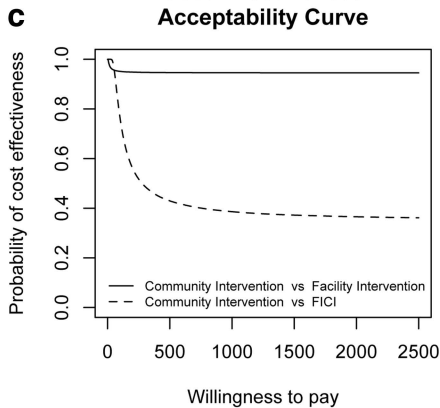 c
Acceptability Curve
Probability of cost effectiveness
1.0
0.8
0.6
0.4
0.2
0.0
Community Intervention vs Facility Intervention
Community Intervention vs FICI
0 500 1000 1500 2000 2500
Willingness to pay